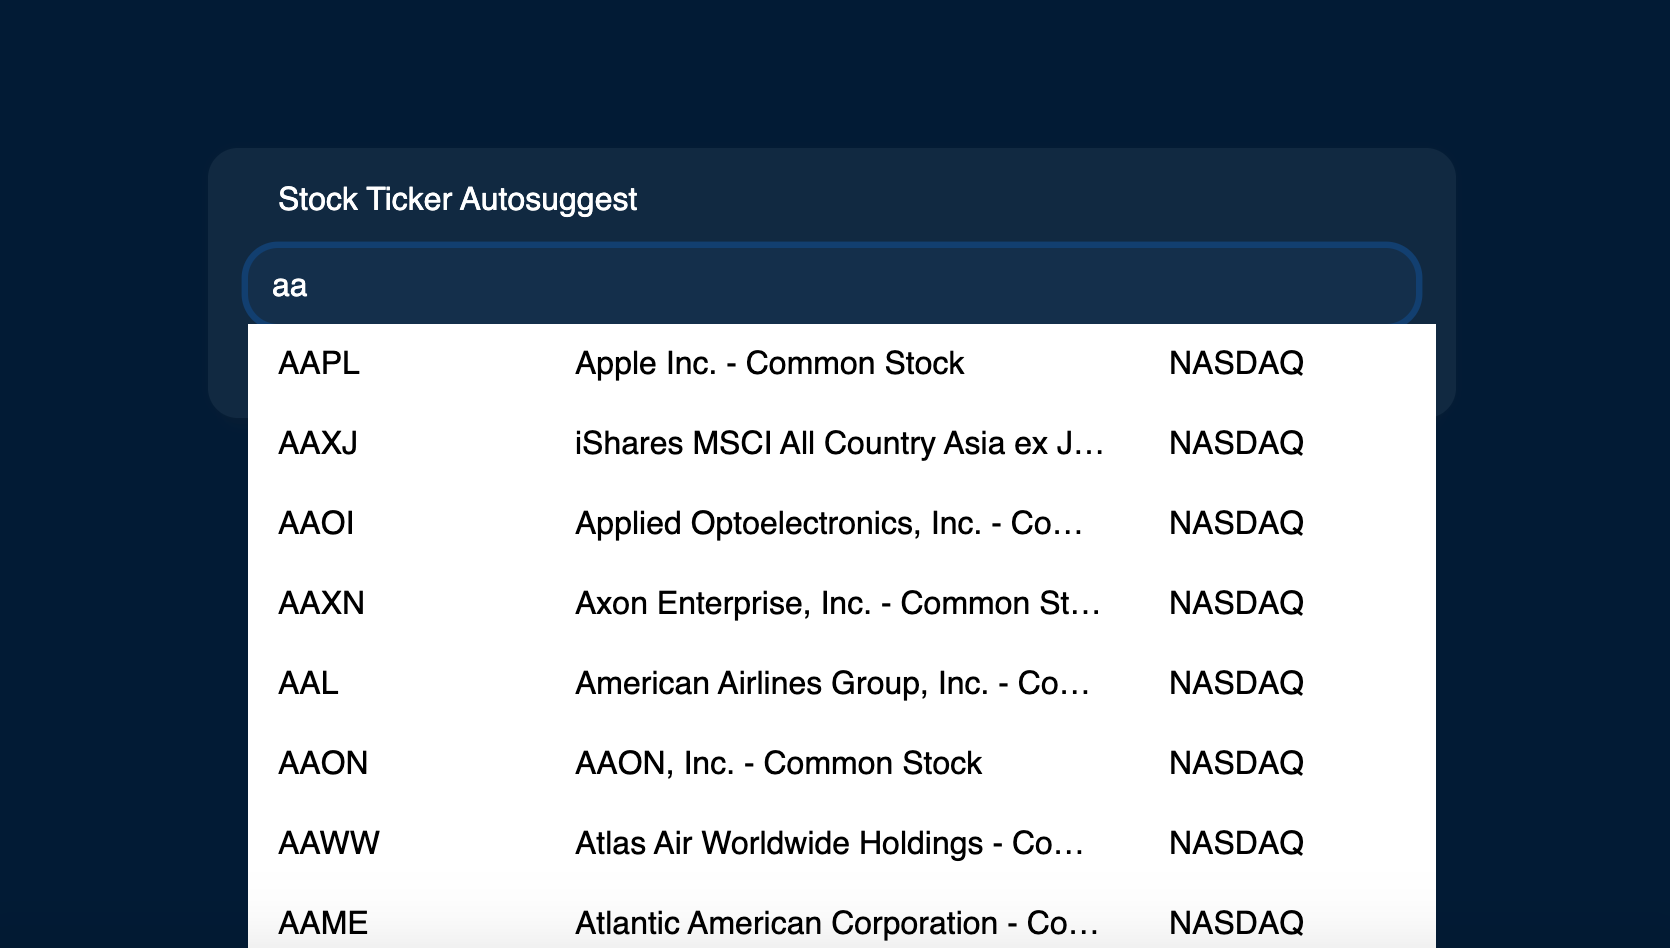 Stock Ticker Autosuggest
aa
AAPL Apple Inc. - Common Stock NASDAQ
AAXJ iShares MSCI All Country Asia ex J... NASDAQ
AAOI Applied Optoelectronics, Inc. - Co... NASDAQ
AAXN Axon Enterprise, Inc. - Common St... NASDAQ
AAL American Airlines Group, Inc. - Co... NASDAQ
AAON AAON, Inc. - Common Stock NASDAQ
AAWW Atlas Air Worldwide Holdings - Co... NASDAQ
AAME Atlantic American Corporation - Co... NASDAQ